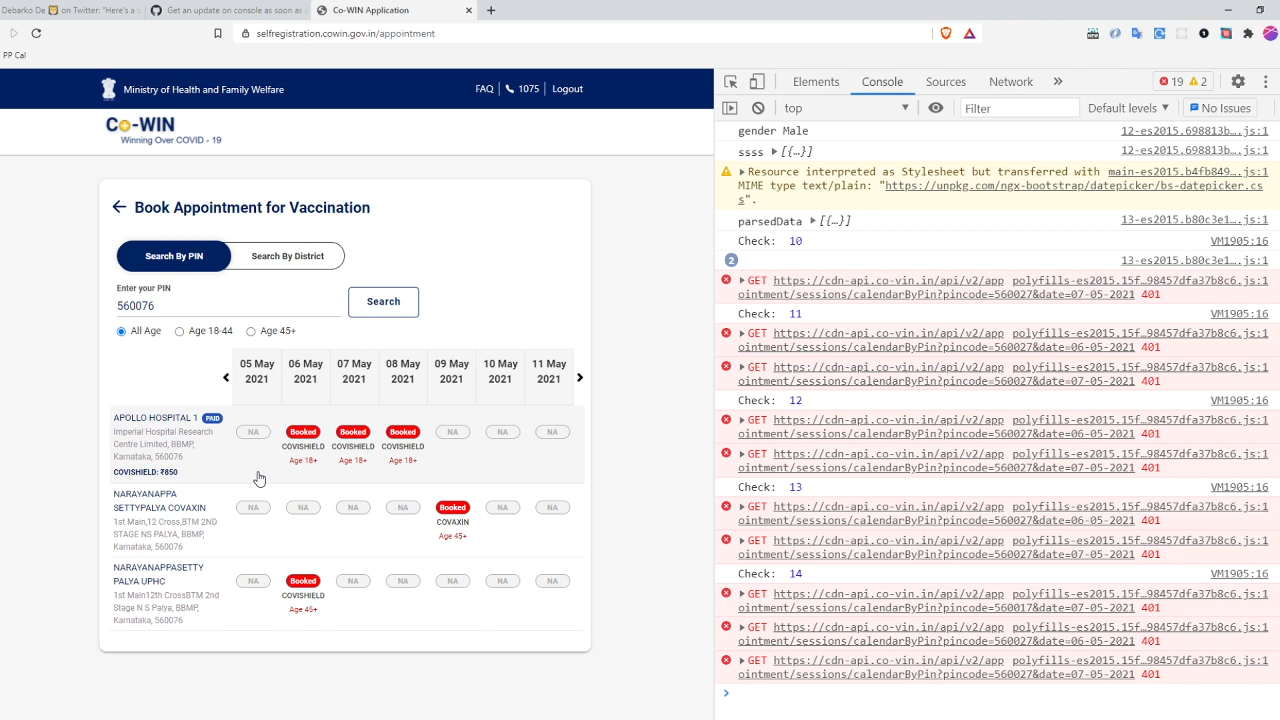 Debarko De 🦁 on Twitter: "Here's a s
Get an update on console as soon as
Co-WIN Application
selfregistration.cowin.gov.in/appointment
PP Cal
Ministry of Health and Family Welfare
FAQ
1075
Logout
Co-WIN
Winning Over COVID - 19
Book Appointment for Vaccination
Search By PIN
Search By District
Enter your PIN
560076
Search
All Age
Age 18-44
Age 45+
05 May 2021
06 May 2021
07 May 2021
08 May 2021
09 May 2021
10 May 2021
11 May 2021
APOLLO HOSPITAL 1 PAID
Imperial Hospital Research
Centre Limited, BBMP,
Karnataka, 560076
COVISHIELD: ₹850
NA
Booked
COVISHIELD
Age 18+
Booked
COVISHIELD
Age 18+
Booked
COVISHIELD
Age 18+
NA
NA
NA
NARAYANAPPA
SETTYPALYA COVAXIN
1st Main,12 Cross,BTM 2ND
STAGE NS PALYA, BBMP,
Karnataka, 560076
NA
NA
NA
NA
Booked
COVAXIN
Age 45+
NA
NA
NARAYANAPPASETTY
PALYA UPHC
1st Main12th CrossBTM 2nd
Stage N S Palya, BBMP,
Karnataka, 560076
NA
Booked
COVISHIELD
Age 45+
NA
NA
NA
NA
NA
Elements
Console
Sources
Network
19
2
top
Filter
Default levels
No Issues
gender Male 12-es2015.698813b….js:1
ssss [{…}] 12-es2015.698813b….js:1
Resource interpreted as Stylesheet but transferred with main-es2015.b4fb849….js:1
MIME type text/plain: "https://unpkg.com/ngx-bootstrap/datepicker/bs-datepicker.cs
s".
parsedData [{…}] 13-es2015.b80c3e1….js:1
Check: 10 VM1905:16
2 13-es2015.b80c3e1….js:1
GET https://cdn-api.co-vin.in/api/v2/app polyfills-es2015.15f…98457dfa37b8c6.js:1
ointment/sessions/calendarByPin?pincode=560027&date=07-05-2021 401
Check: 11 VM1905:16
GET https://cdn-api.co-vin.in/api/v2/app polyfills-es2015.15f…98457dfa37b8c6.js:1
ointment/sessions/calendarByPin?pincode=560027&date=06-05-2021 401
GET https://cdn-api.co-vin.in/api/v2/app polyfills-es2015.15f…98457dfa37b8c6.js:1
ointment/sessions/calendarByPin?pincode=560027&date=07-05-2021 401
Check: 12 VM1905:16
GET https://cdn-api.co-vin.in/api/v2/app polyfills-es2015.15f…98457dfa37b8c6.js:1
ointment/sessions/calendarByPin?pincode=560027&date=06-05-2021 401
GET https://cdn-api.co-vin.in/api/v2/app polyfills-es2015.15f…98457dfa37b8c6.js:1
ointment/sessions/calendarByPin?pincode=560027&date=07-05-2021 401
Check: 13 VM1905:16
GET https://cdn-api.co-vin.in/api/v2/app polyfills-es2015.15f…98457dfa37b8c6.js:1
ointment/sessions/calendarByPin?pincode=560027&date=06-05-2021 401
GET https://cdn-api.co-vin.in/api/v2/app polyfills-es2015.15f…98457dfa37b8c6.js:1
ointment/sessions/calendarByPin?pincode=560027&date=07-05-2021 401
Check: 14 VM1905:16
GET https://cdn-api.co-vin.in/api/v2/app polyfills-es2015.15f…98457dfa37b8c6.js:1
ointment/sessions/calendarByPin?pincode=560017&date=07-05-2021 401
GET https://cdn-api.co-vin.in/api/v2/app polyfills-es2015.15f…98457dfa37b8c6.js:1
ointment/sessions/calendarByPin?pincode=560027&date=06-05-2021 401
GET https://cdn-api.co-vin.in/api/v2/app polyfills-es2015.15f…98457dfa37b8c6.js:1
ointment/sessions/calendarByPin?pincode=560027&date=07-05-2021 401